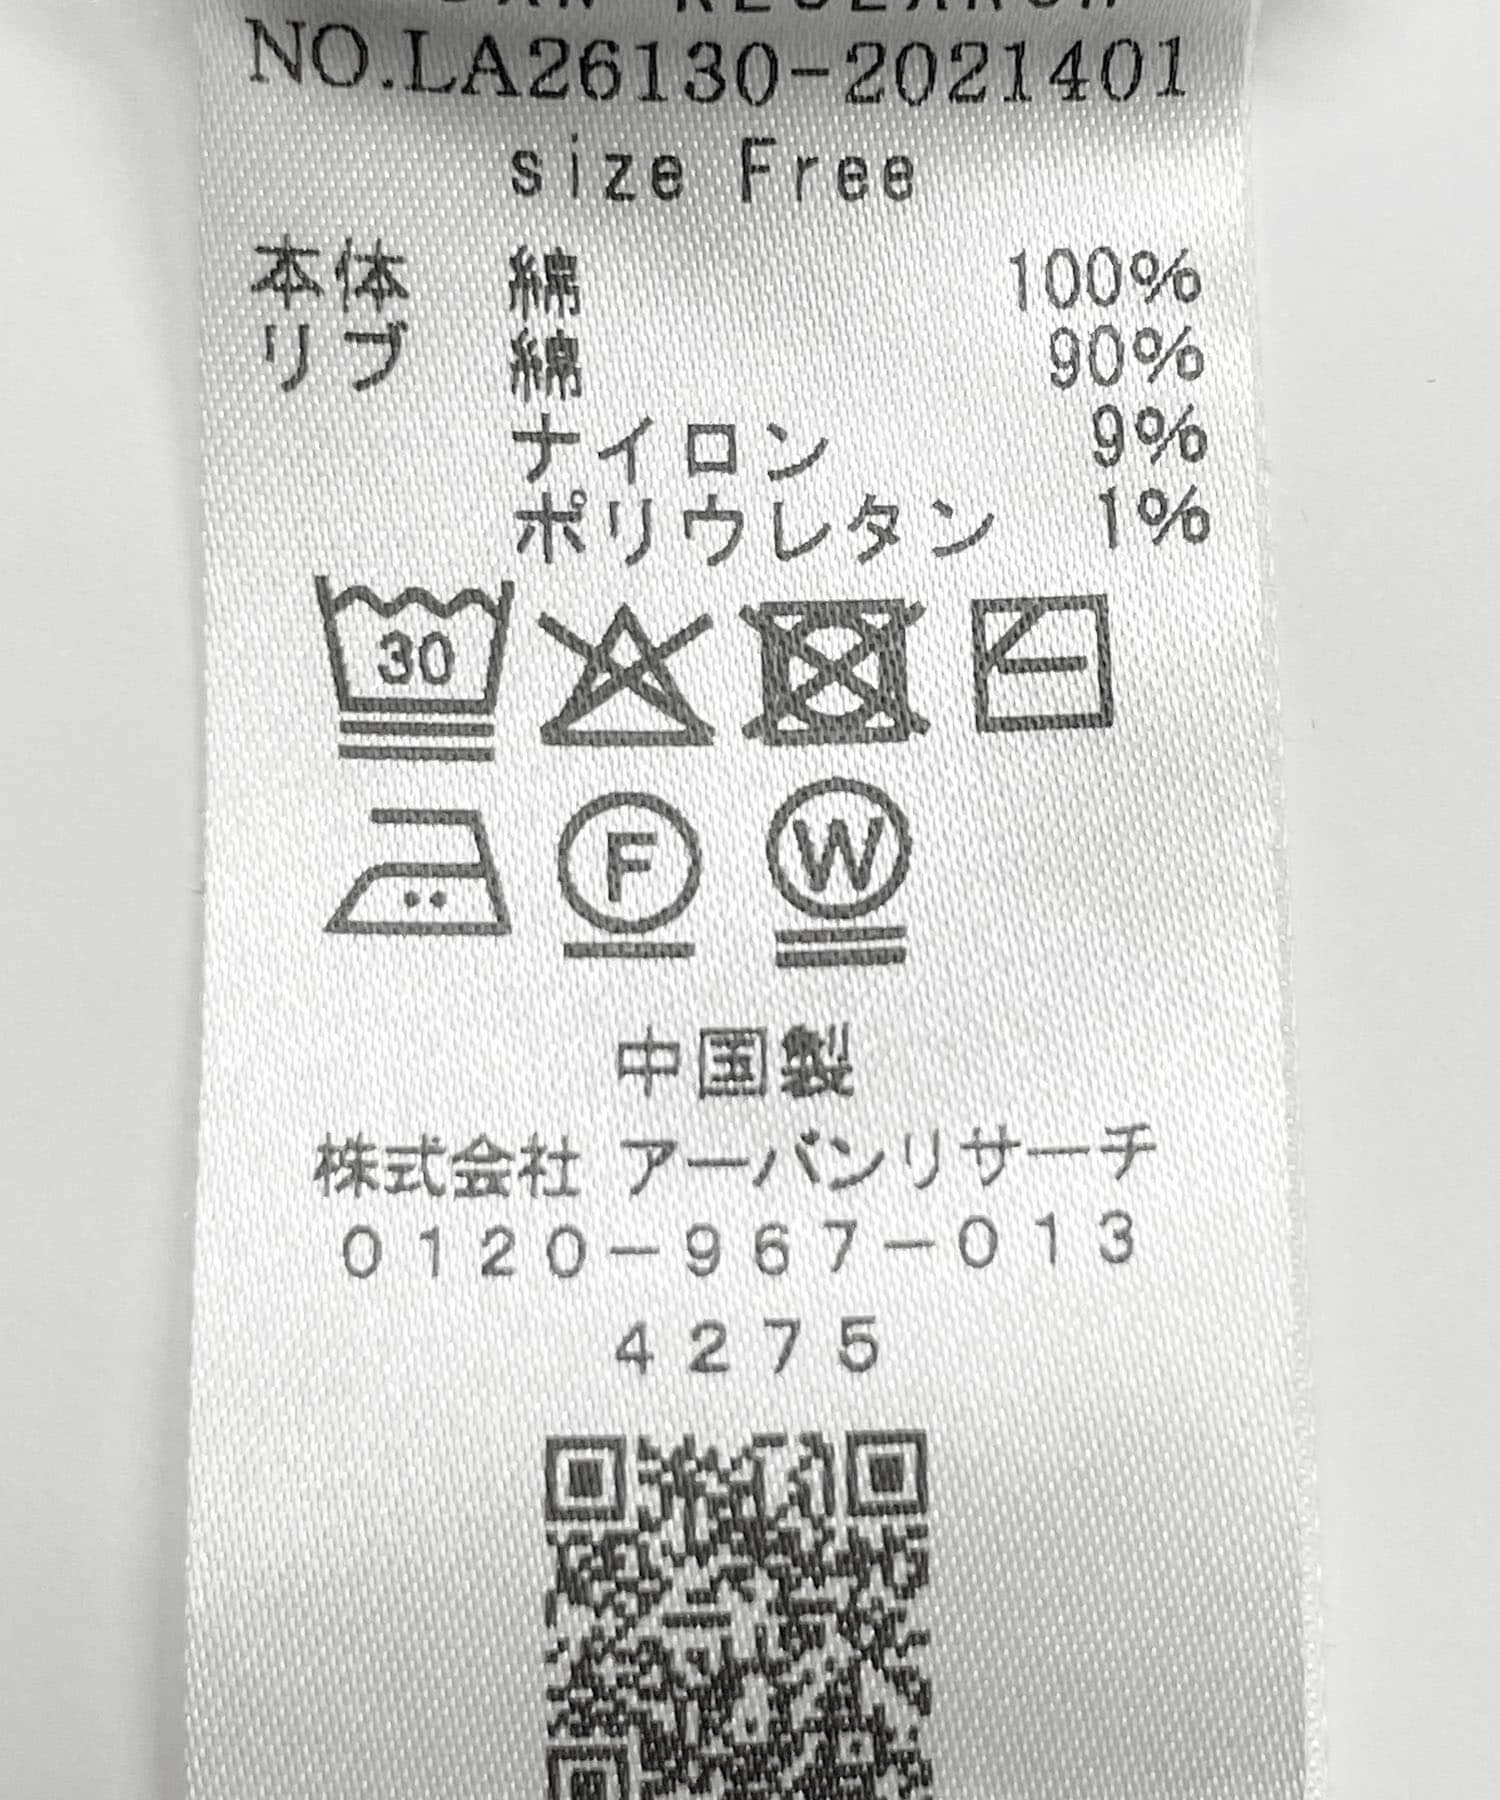 RESEARCH
NO.LA26130-2021401
size Free
本体 綿 100%
リブ 綿 90%
ナイロン 9%
ポリウレタン 1%
30
F
W
中国製
株式会社 アーバンリサーチ
0120-967-013
4275